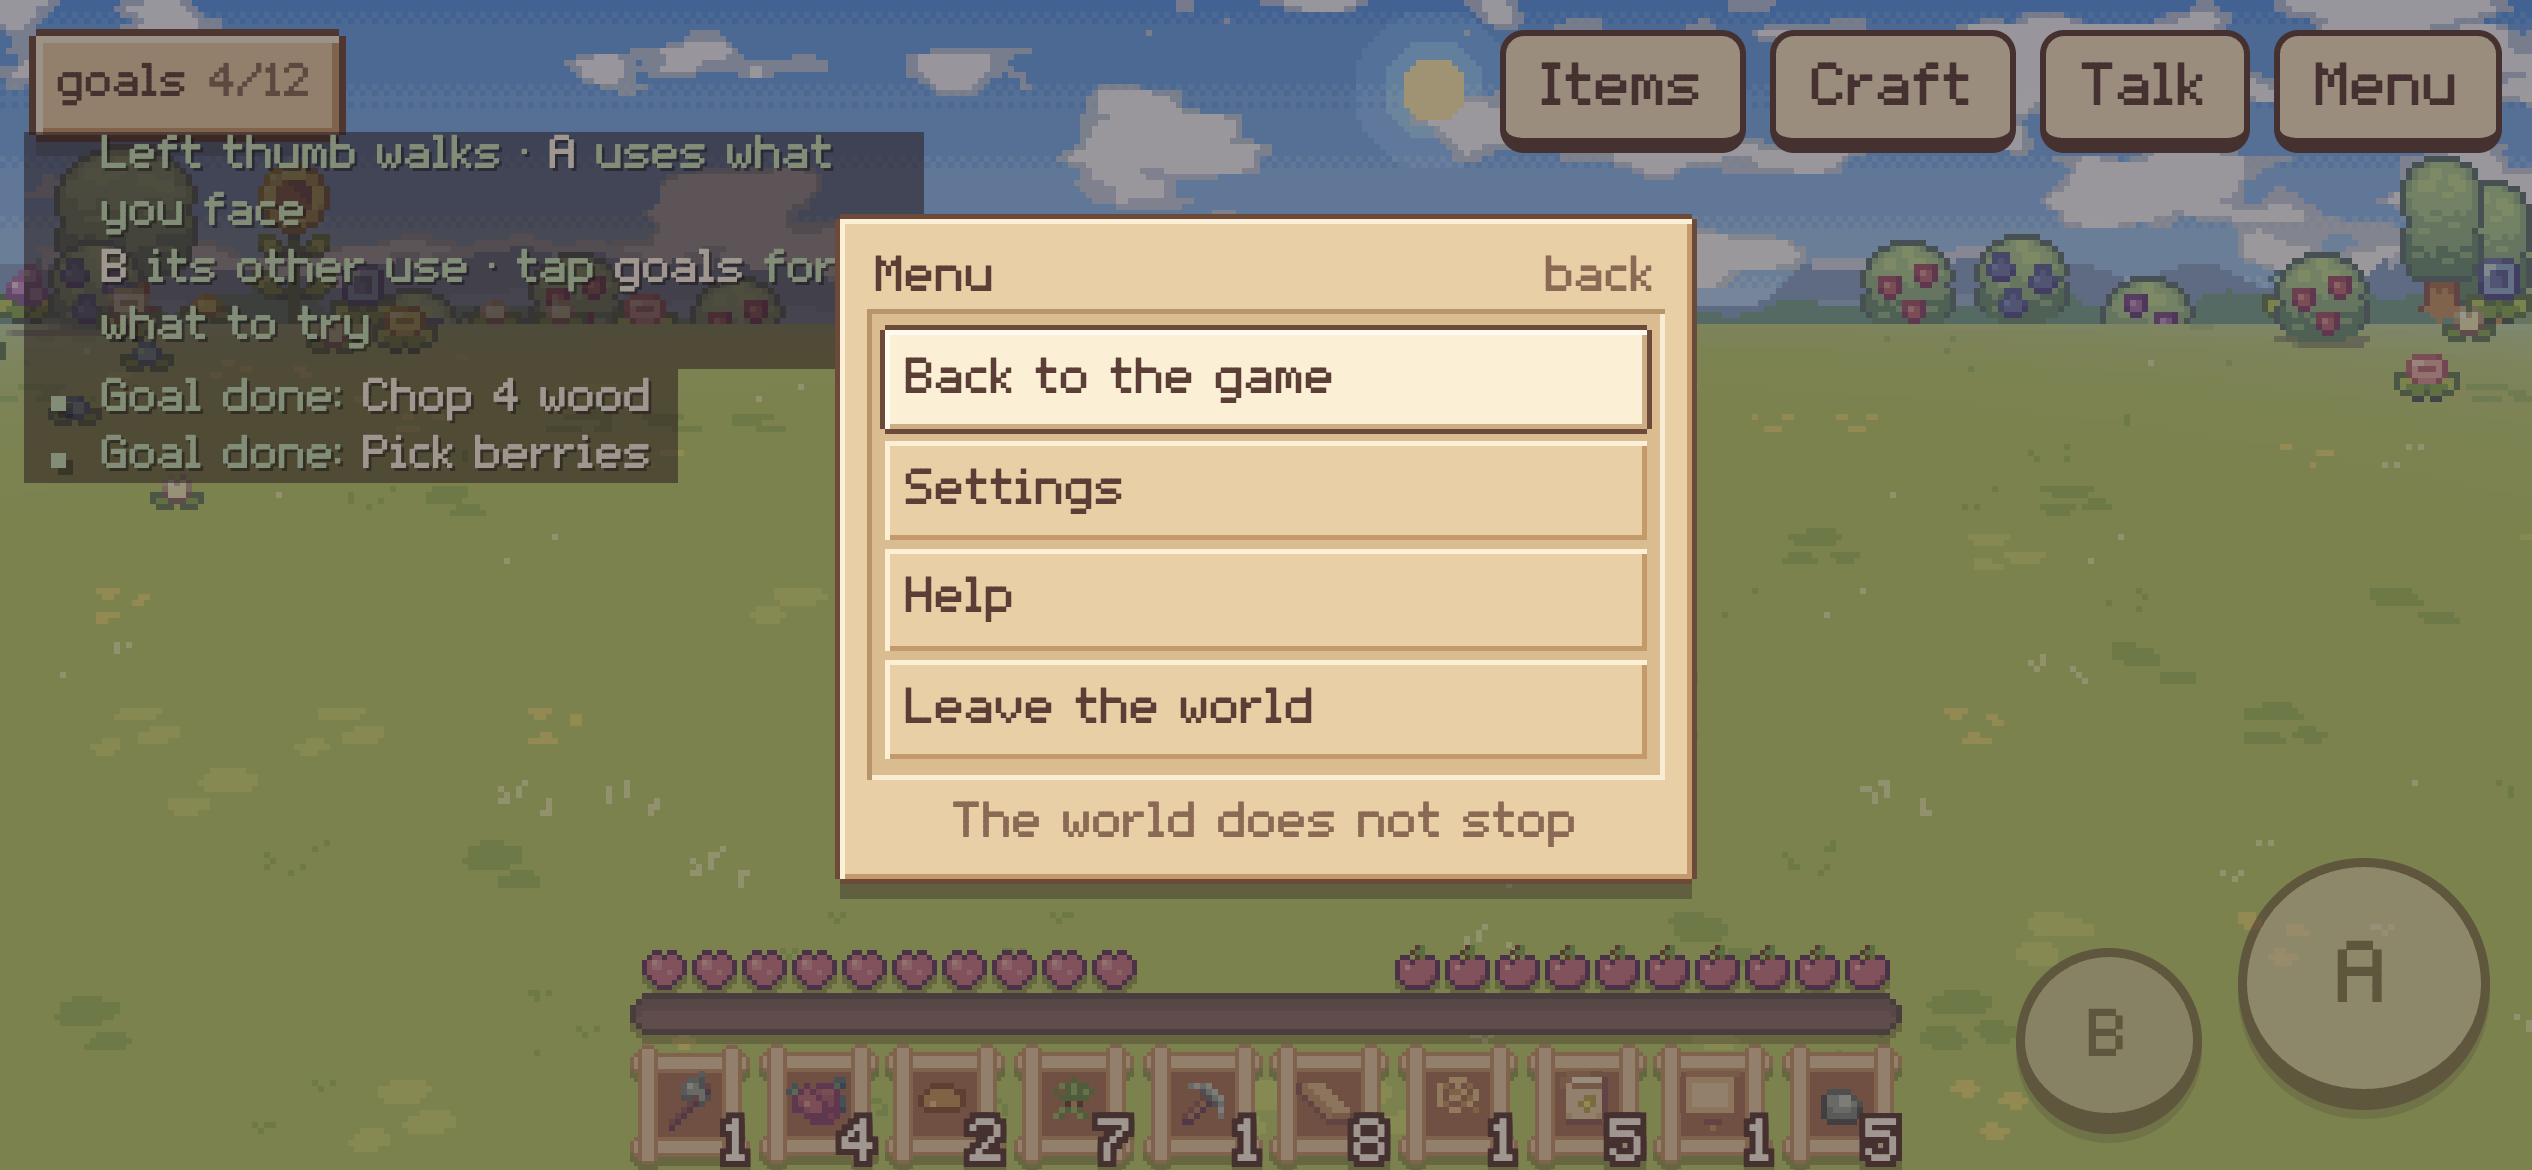 goals 4/12
Items
Craft
Talk
Menu
Left thumb walks · A uses what
you face
B its other use · tap goals for
what to try
Goal done: Chop 4 wood
Goal done: Pick berries
Menu
back
Back to the game
Settings
Help
Leave the world
The world does not stop
B
A
1
4
2
7
1
8
1
5
1
5